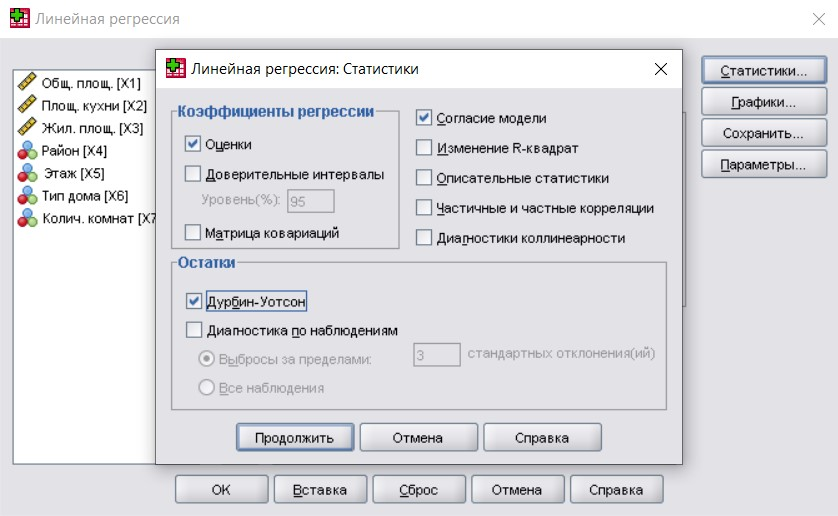 Линейная регрессия
Линейная регрессия: Статистики
Общ. площ. [X1]
Площ. кухни [X2]
Жил. площ. [X3]
Район [X4]
Этаж [X5]
Тип дома [X6]
Колич. комнат [X7
Коэффициенты регрессии
Оценки
Доверительные интервалы
Уровень(%): 95
Матрица ковариаций
Согласие модели
Изменение R-квадрат
Описательные статистики
Частичные и частные корреляции
Диагностики коллинеарности
Остатки
Дурбин-Уотсон
Диагностика по наблюдениям
Выбросы за пределами: 3 стандартных отклонения(ий)
Все наблюдения
Продолжить Отмена Справка
Статистики...
Графики...
Сохранить...
Параметры...
OK Вставка Сброс Отмена Справка